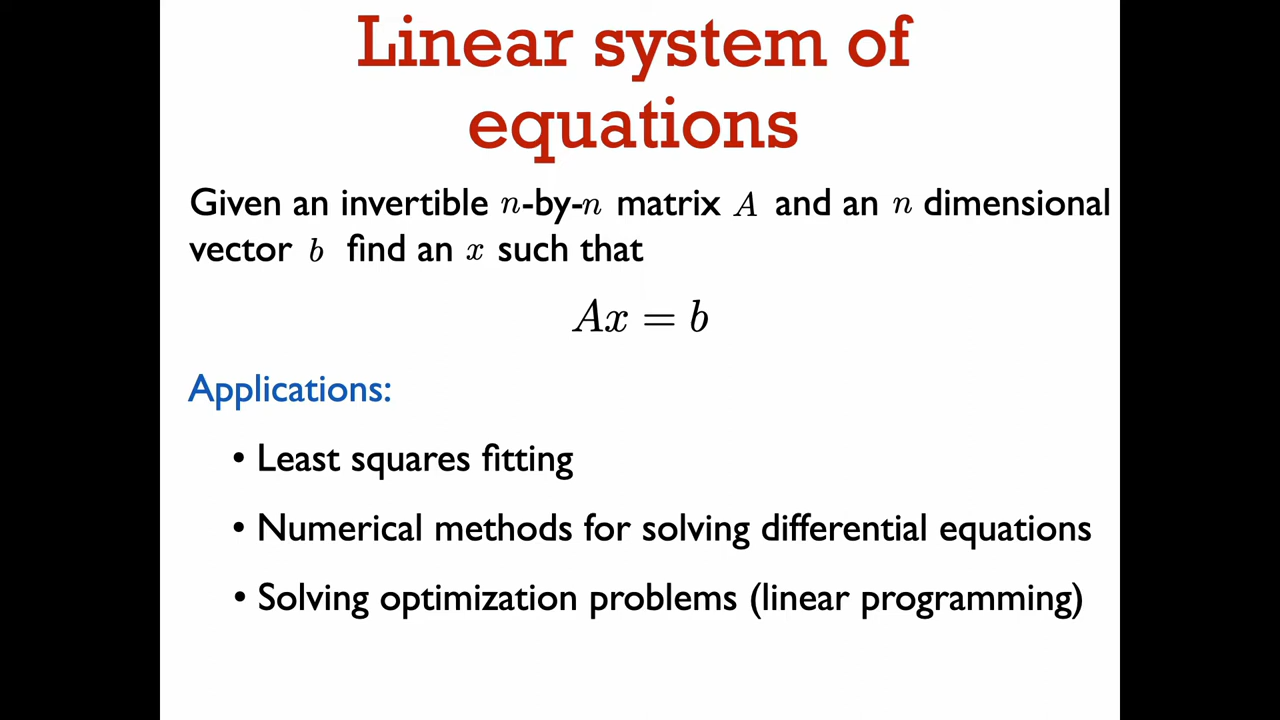 Linear system of
equations
Given an invertible n-by-n matrix A and an n dimensional
vector b find an x such that
Ax = b
Applications:
• Least squares fitting
• Numerical methods for solving differential equations
• Solving optimization problems (linear programming)